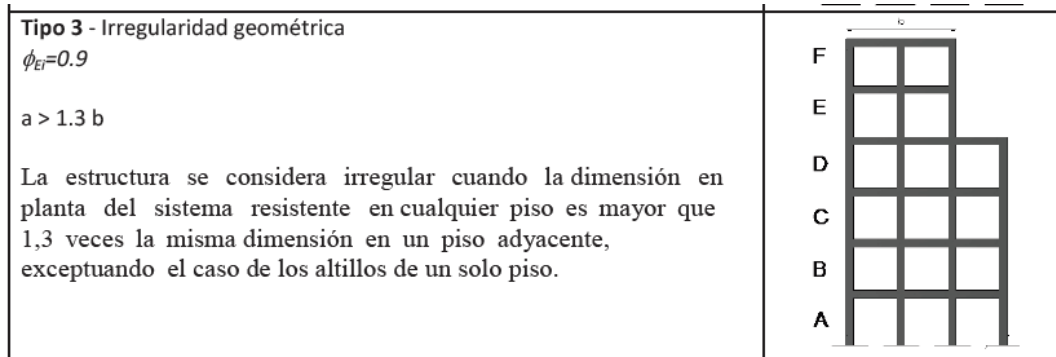 Tipo 3 - Irregularidad geométrica
ϕEi=0.9
a > 1.3 b
La estructura se considera irregular cuando la dimensión en
planta del sistema resistente en cualquier piso es mayor que
1,3 veces la misma dimensión en un piso adyacente,
exceptuando el caso de los altillos de un solo piso.
b
F
E
D
C
B
A